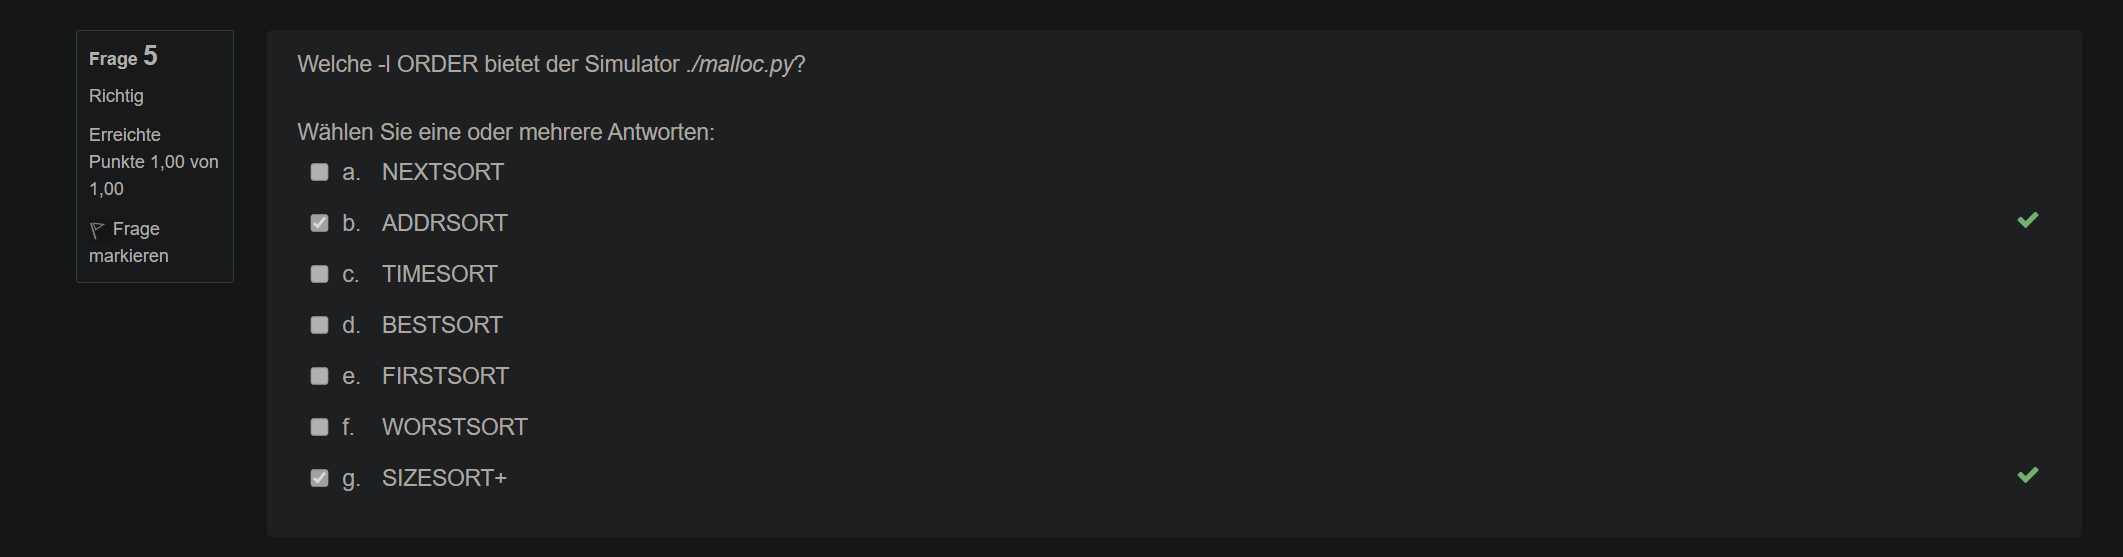 Frage 5
Richtig
Erreichte
Punkte 1,00 von
1,00
Frage
markieren
Welche -l ORDER bietet der Simulator ./malloc.py?
Wählen Sie eine oder mehrere Antworten:
a. NEXTSORT
b. ADDRSORT
c. TIMESORT
d. BESTSORT
e. FIRSTSORT
f. WORSTSORT
g. SIZESORT+